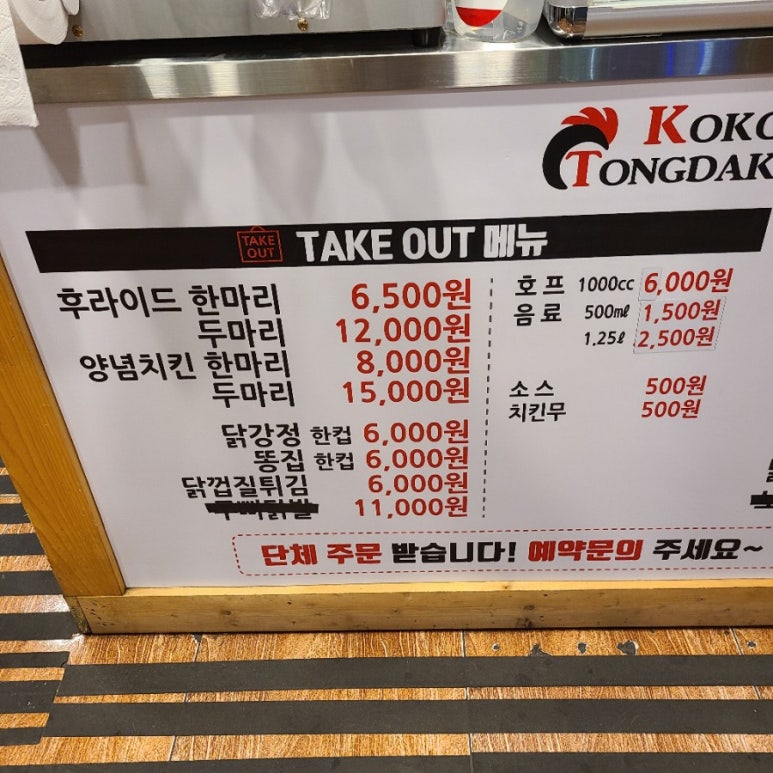 KOKO
TONGDAK
TAKE OUT
TAKE OUT 메뉴
후라이드 한마리 6,500원
두마리 12,000원
양념치킨 한마리 8,000원
두마리 15,000원
닭강정 한컵 6,000원
똥집 한컵 6,000원
닭껍질튀김 6,000원
11,000원
호프 1000cc 6,000원
음료 500㎖ 1,500원
1.25ℓ 2,500원
소스 500원
치킨무 500원
단체 주문 받습니다! 예약문의 주세요~